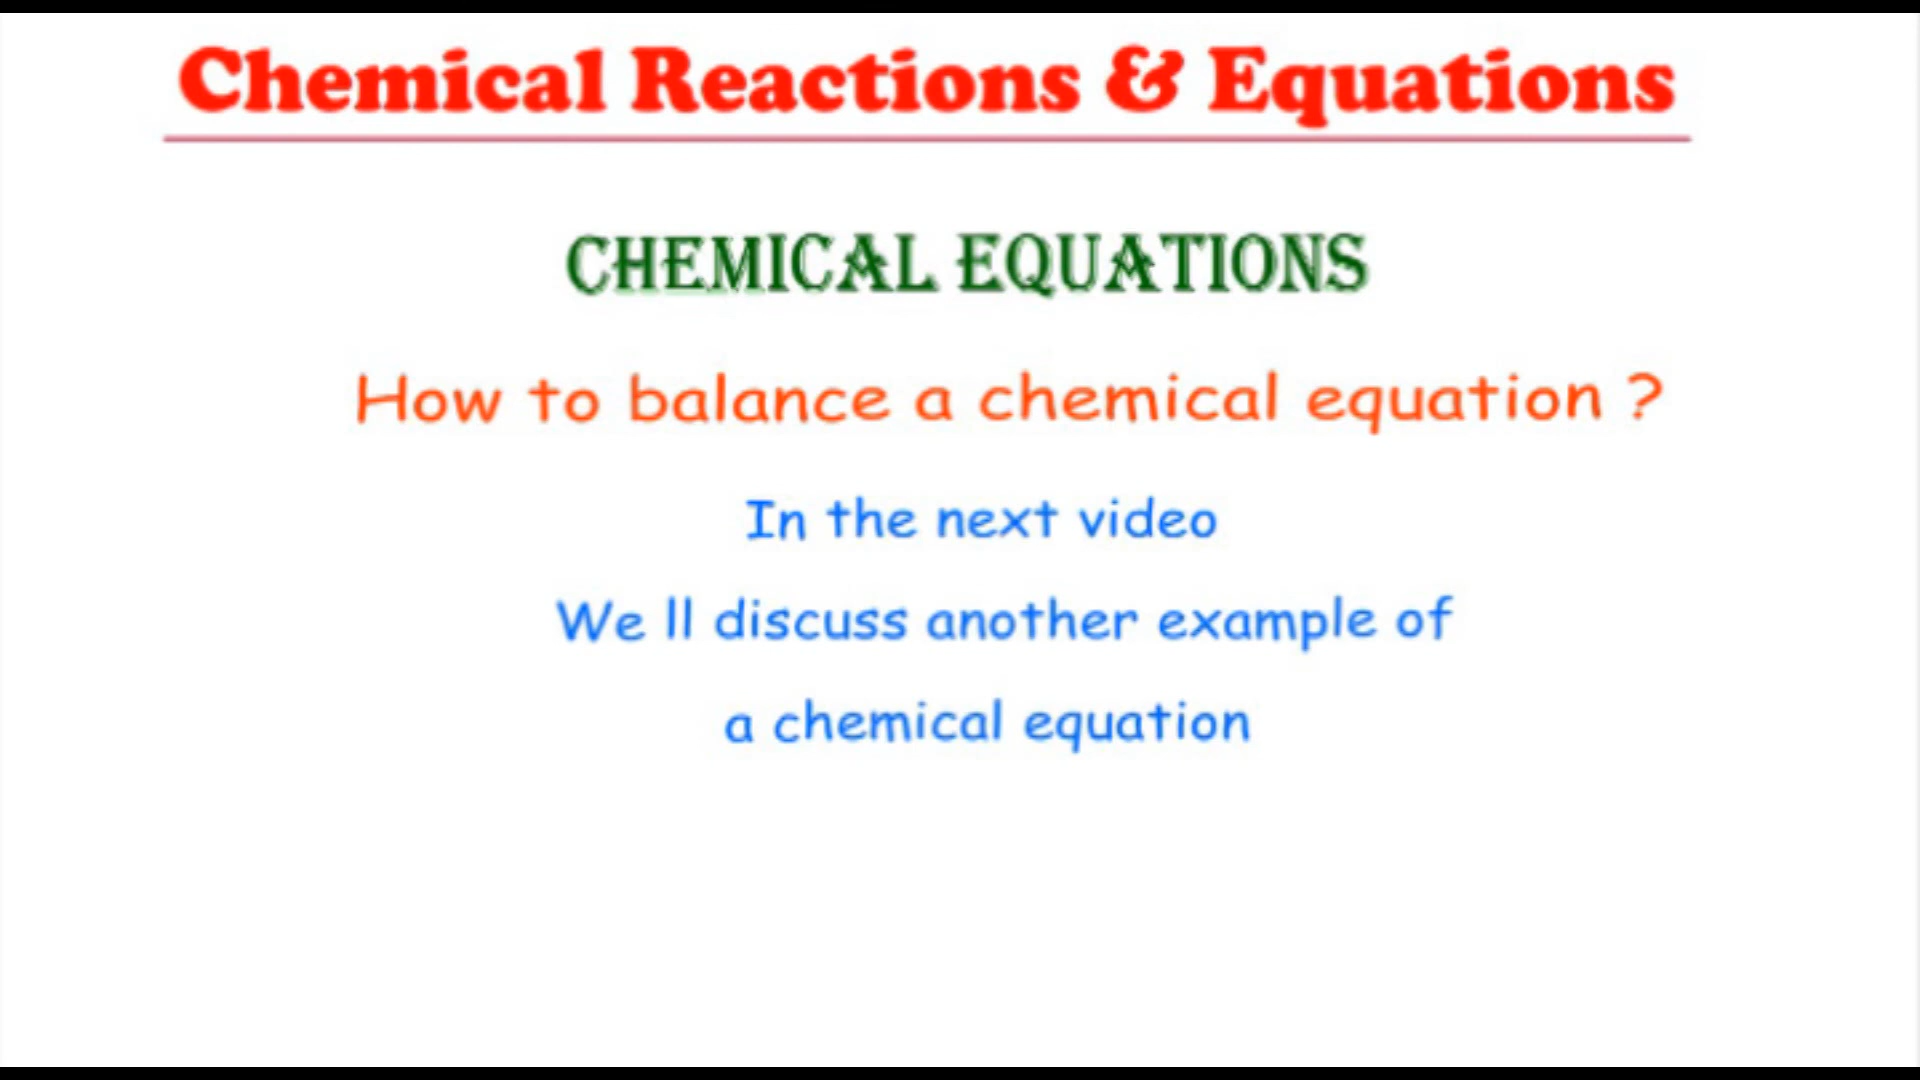 Chemical Reactions & Equations
CHEMICAL EQUATIONS
How to balance a chemical equation ?
In the next video
We ll discuss another example of
a chemical equation